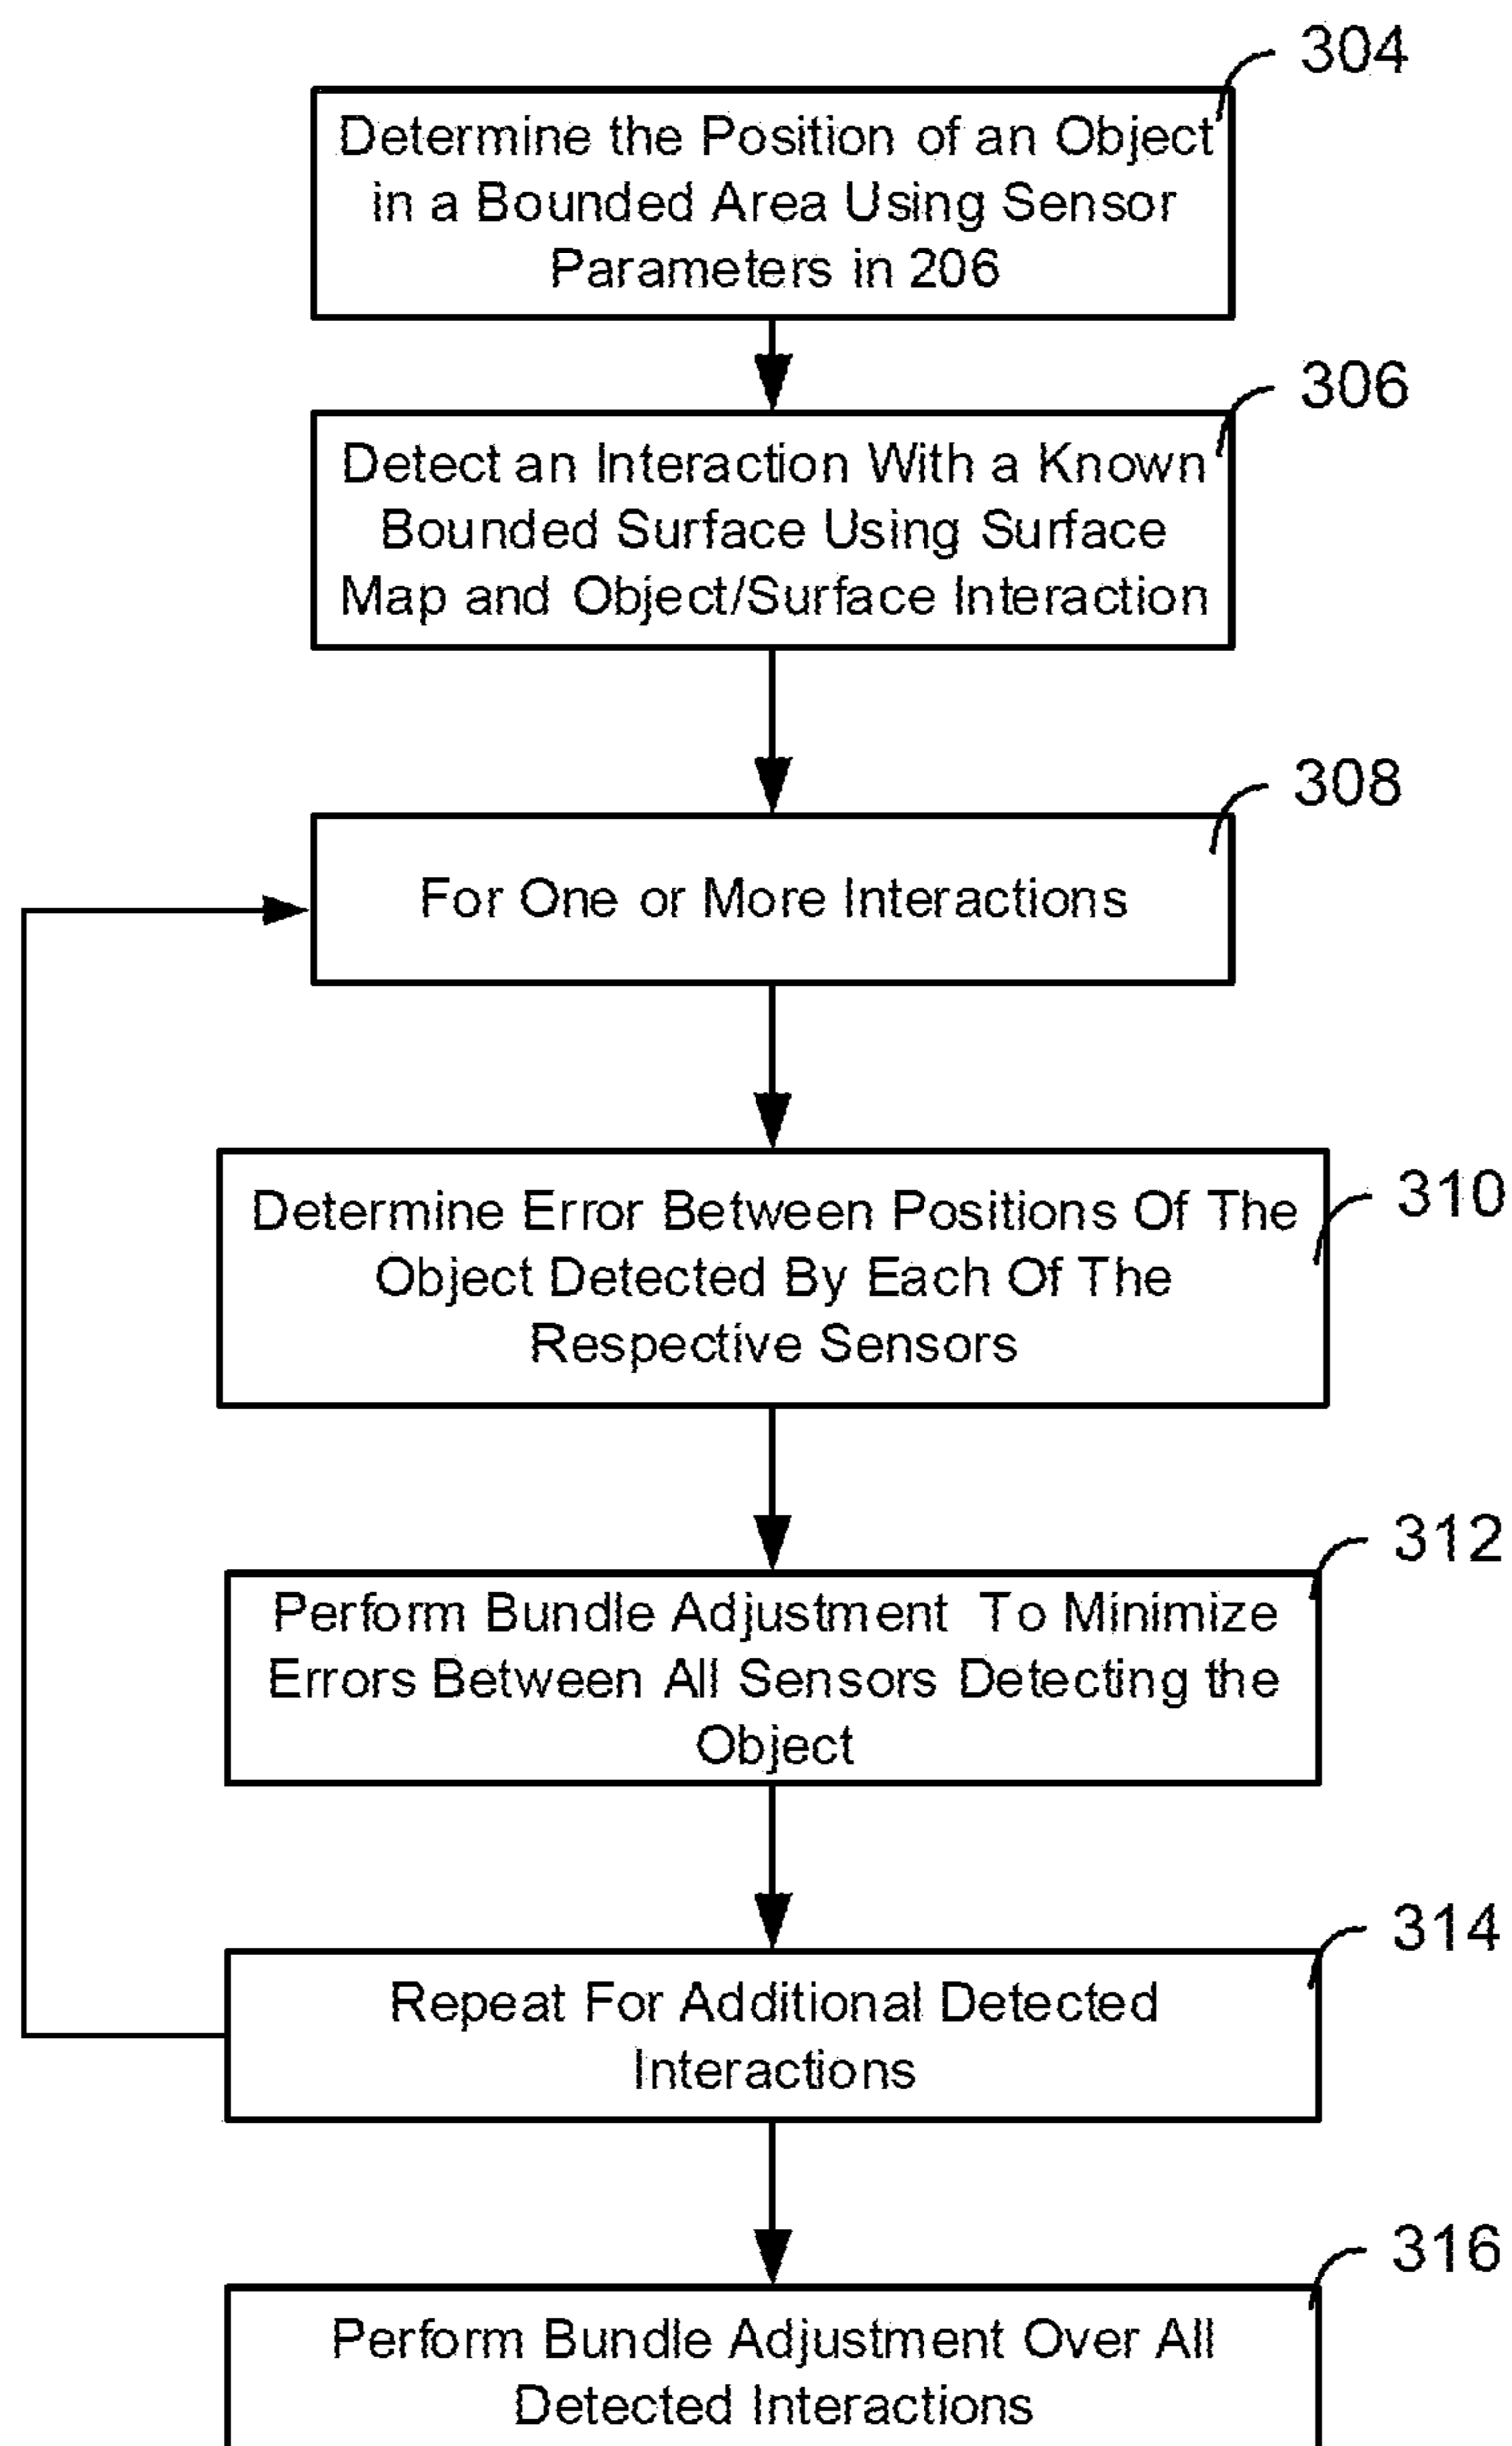 304
Determine the Position of an Object
in a Bounded Area Using Sensor
Parameters in 206
306
Detect an Interaction With a Known
Bounded Surface Using Surface
Map and Object/Surface Interaction
308
For One or More Interactions
310
Determine Error Between Positions Of The
Object Detected By Each Of The
Respective Sensors
312
Perform Bundle Adjustment To Minimize
Errors Between All Sensors Detecting the
Object
314
Repeat For Additional Detected
Interactions
316
Perform Bundle Adjustment Over All
Detected Interactions